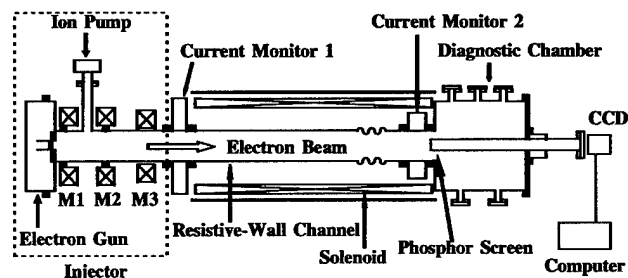 Ion Pump
Current Monitor 1
Current Monitor 2
Diagnostic Chamber
CCD
Electron Beam
M1 M2 M3
Resistive-Wall Channel
Electron Gun
Solenoid
Phosphor Screen
Injector
Computer